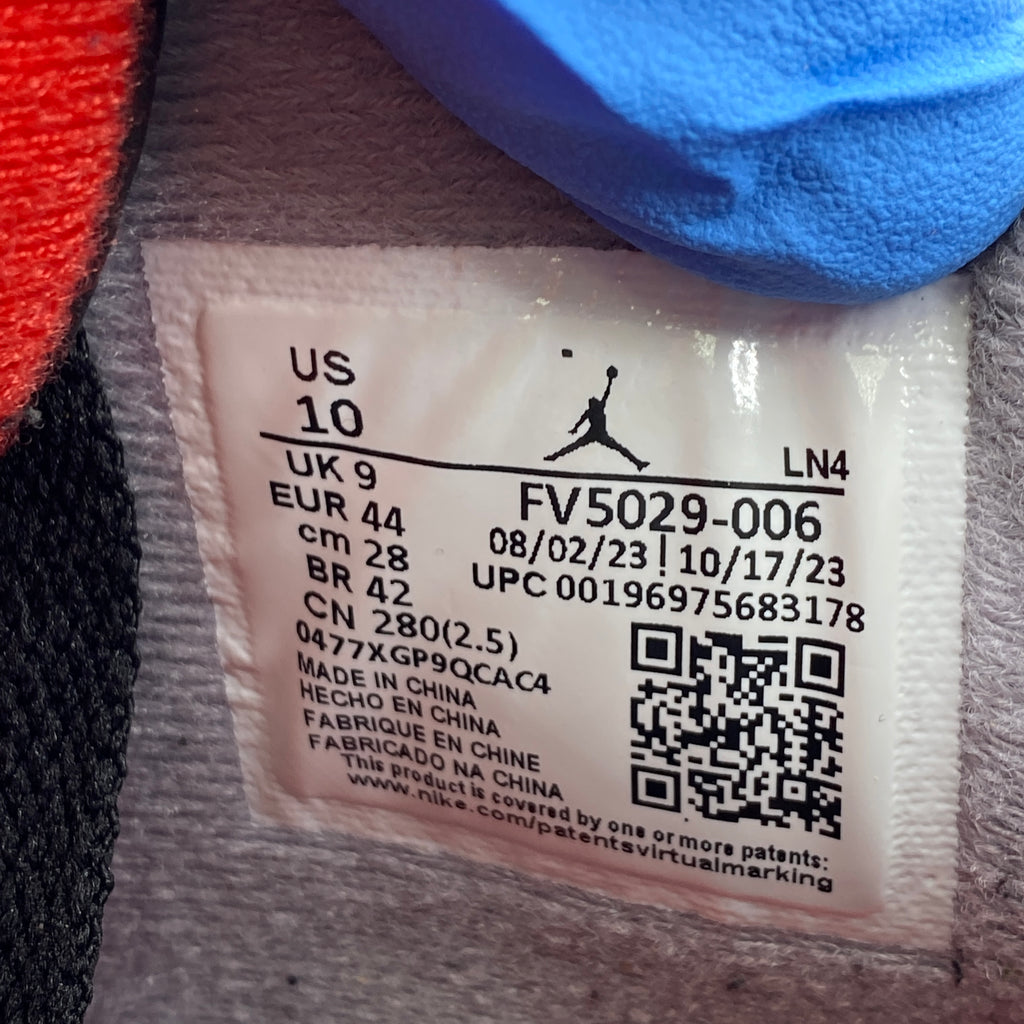 US
10
LN4
UK 9
EUR 44
cm 28
BR 42
CN 280(2.5)
FV5029-006
08/02/23 | 10/17/23
UPC 00196975683178
0477XGP9QCAC4
MADE IN CHINA
HECHO EN CHINA
FABRIQUE EN CHINE
FABRICADO NA CHINA
This product is covered by one or more patents:
www.nike.com/patentsvirtualmarking